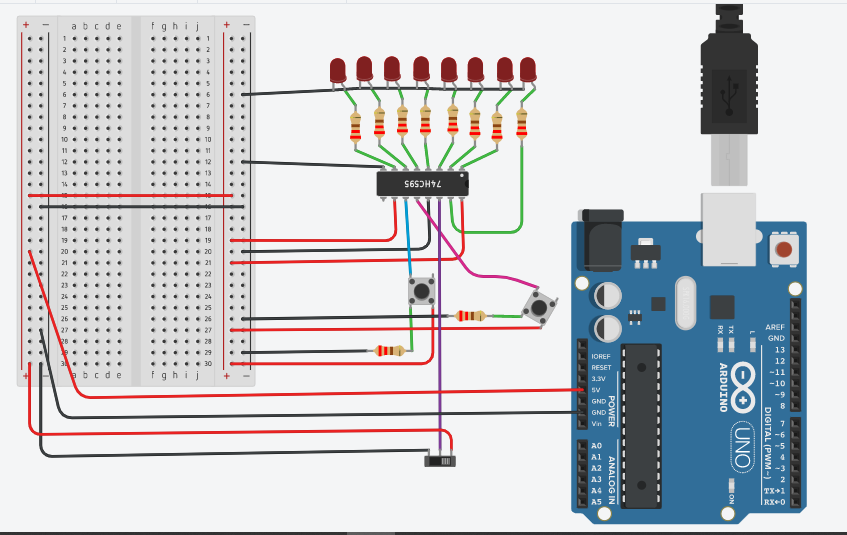 + − a b c d e f g h i j + −
1 1
2 2
3 3
4 4
5 5
6 6
7 7
8 8
9 9
10 10
11 11
12 12
13 13
14 14
15 15
16 16
17 17
18 18
19 19
20 20
21 21
22 22
23 23
24 24
25 25
26 26
27 27
28 28
29 29
30 30
+ − a b c d e f g h i j + −
74HC595
IOREF
RESET
3.3V
5V
GND
GND
Vin
POWER
A0
A1
A2
A3
A4
A5
ANALOG IN
RX
TX
L
ARDUINO
UNO
ON
AREF
GND
13
12
~11
~10
~9
8
7
~6
~5
4
~3
2
TX→1
RX←0
DIGITAL (PWM~)